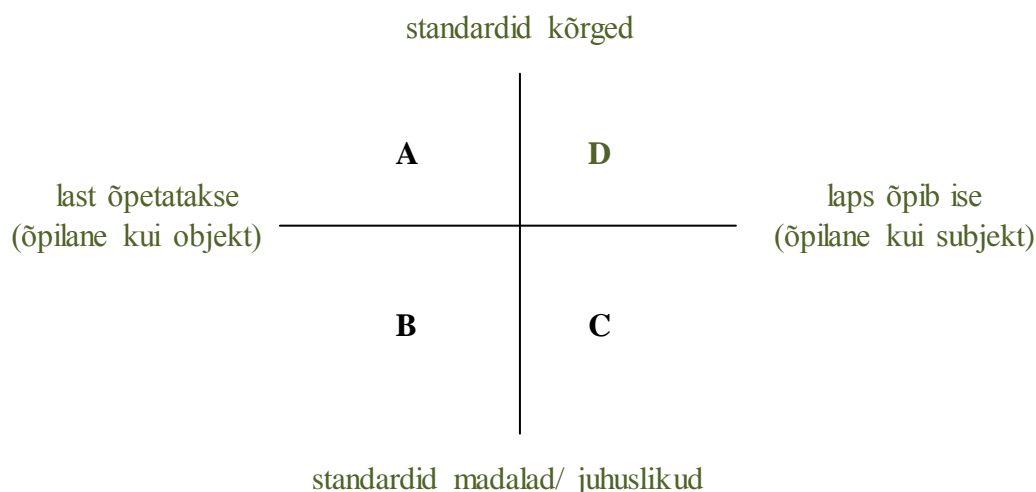 standardid kõrged
A
D
last õpetatakse
(õpilane kui objekt)
laps õpib ise
(õpilane kui subjekt)
B
C
standardid madalad/ juhuslikud